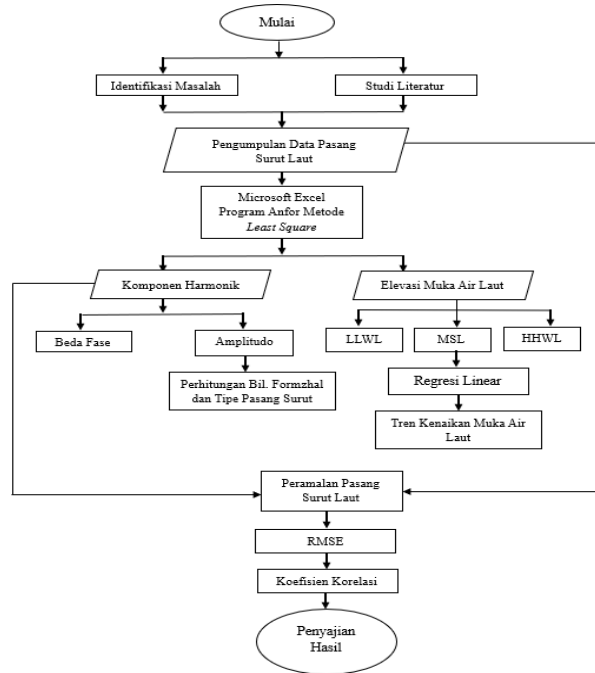 Mulai
Identifikasi Masalah
Studi Literatur
Pengumpulan Data Pasang
Surut Laut
Microsoft Excel
Program Anfor Metode
Least Square
Komponen Harmonik
Elevasi Muka Air Laut
Beda Fase
Amplitudo
LLWL
MSL
HHWL
Perhitungan Bil. Formzhal
dan Tipe Pasang Surut
Regresi Linear
Tren Kenaikan Muka Air
Laut
Peramalan Pasang
Surut Laut
RMSE
Koefisien Korelasi
Penyajian
Hasil